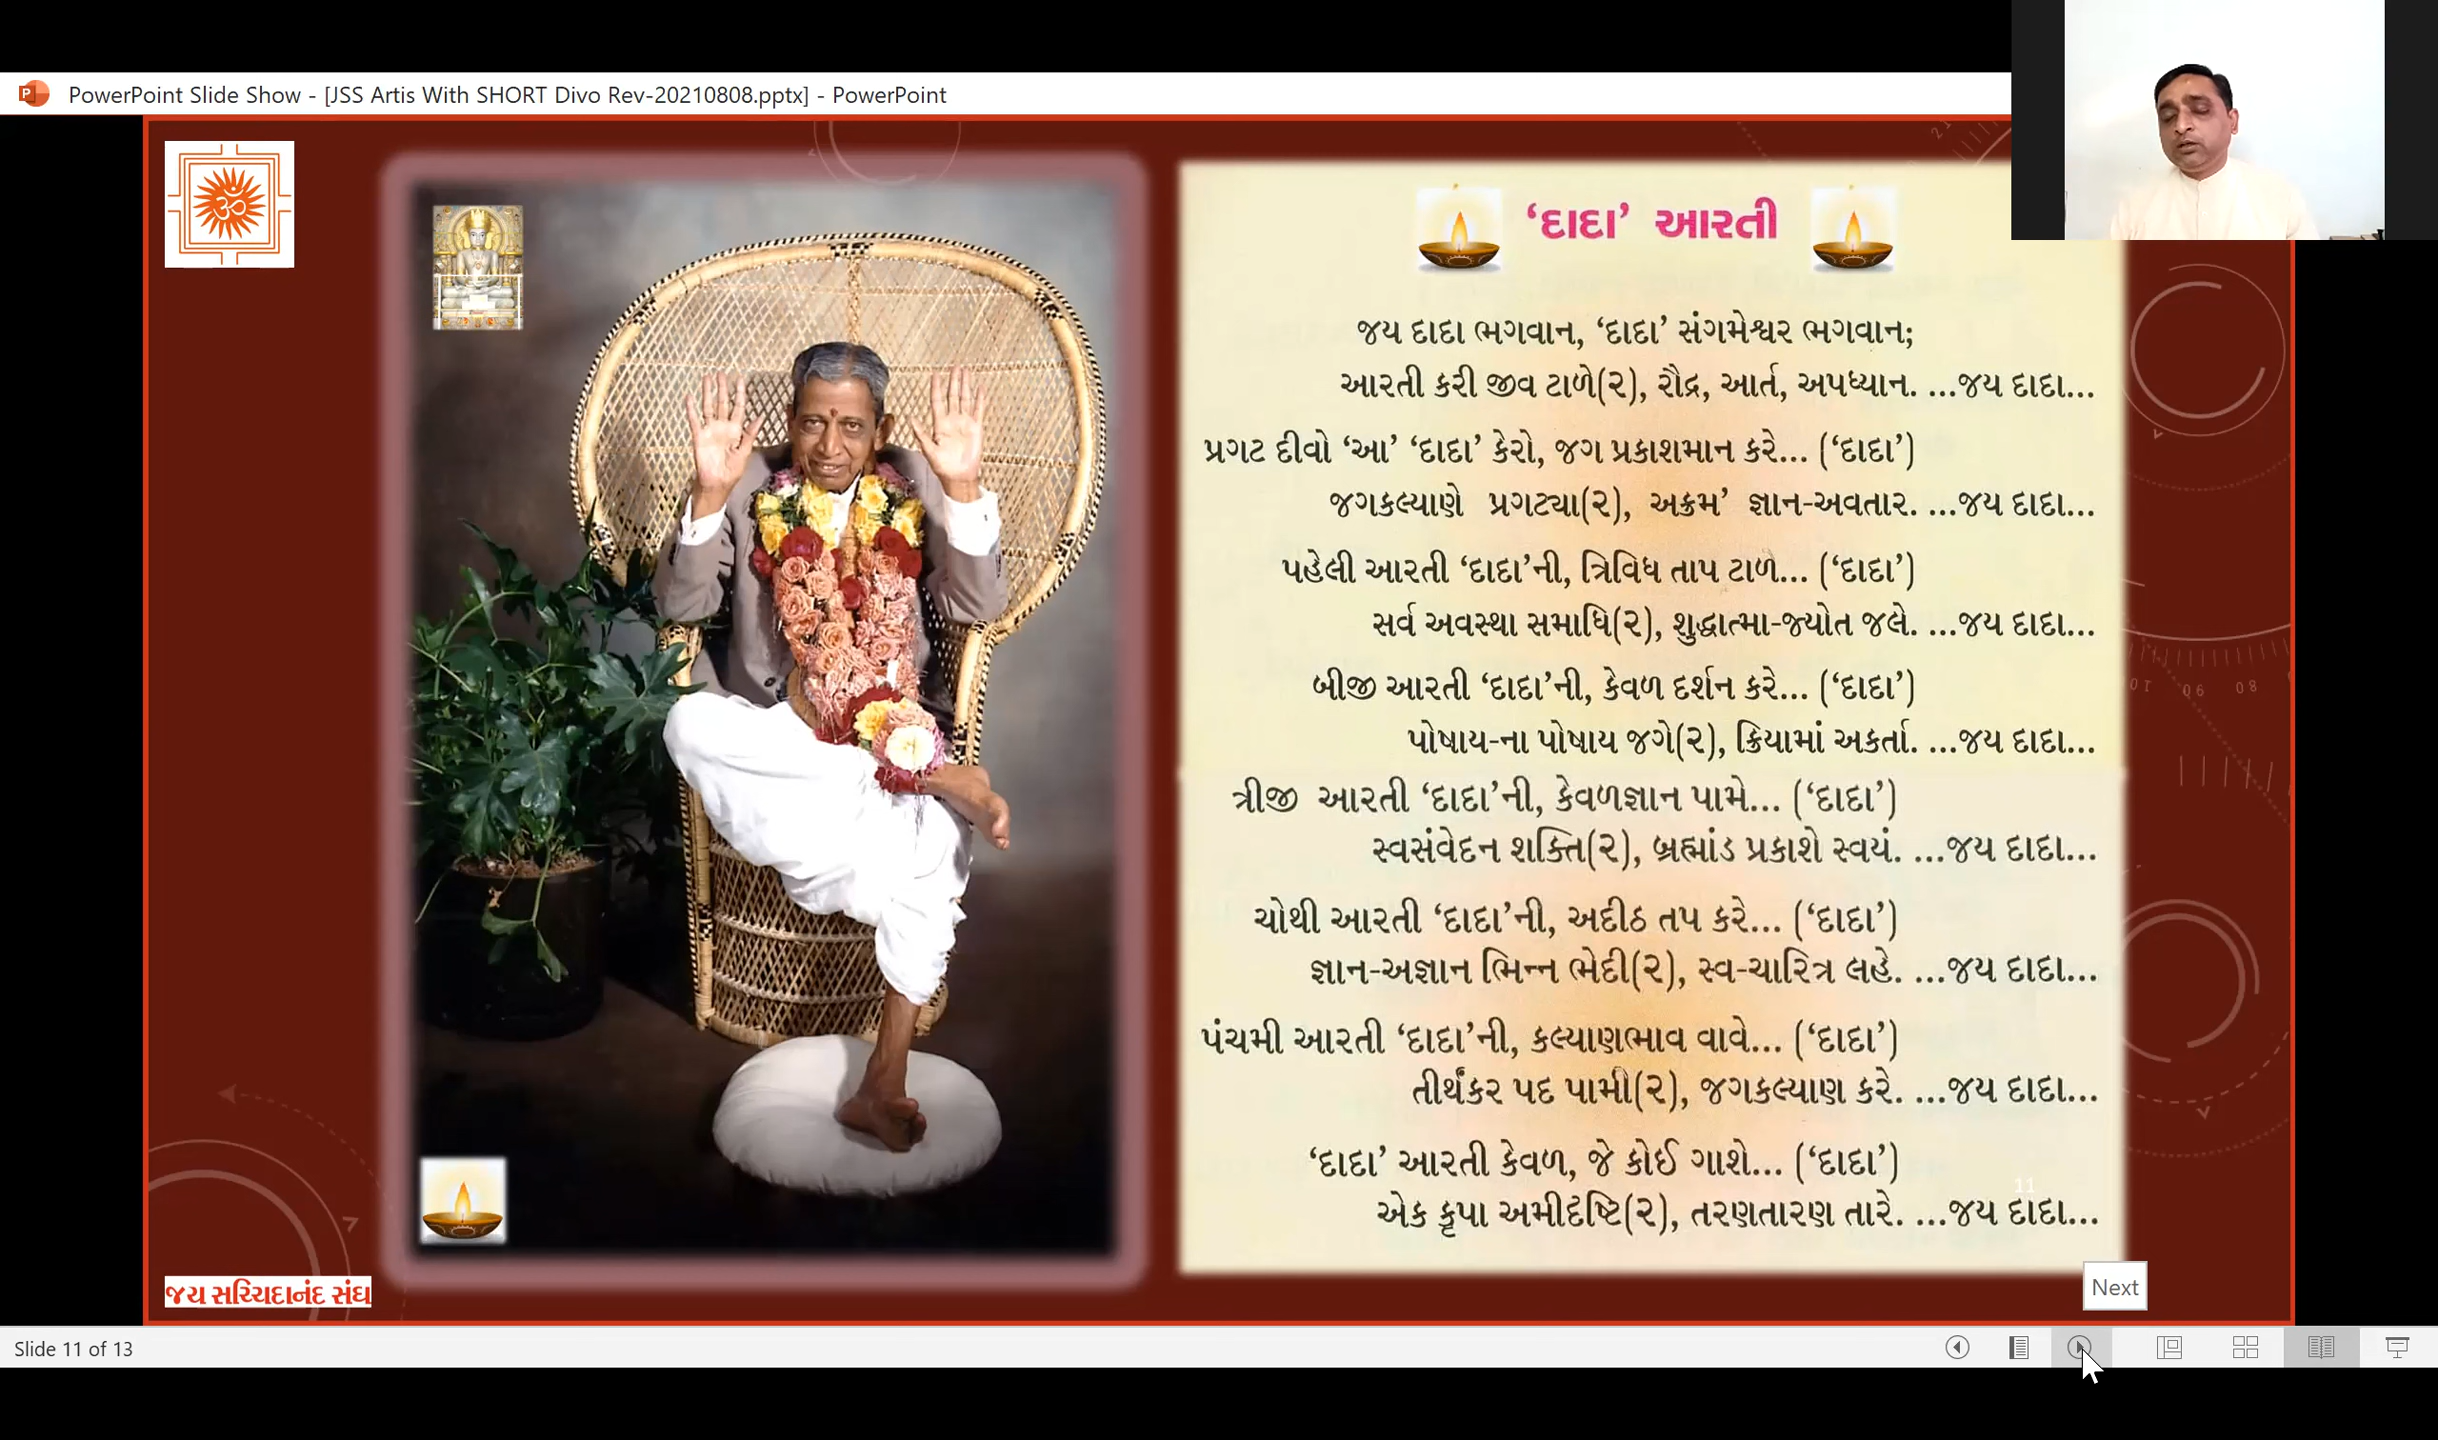 PowerPoint Slide Show - [JSS Artis With SHORT Divo Rev-20210808.pptx] - PowerPoint
‘દાદા’ આરતી
જય દાદા ભગવાન, ‘દાદા’ સંગમેશ્વર ભગવાન;
આરતી કરી જીવ ટાળે(૨), રૌદ્ર, આર્ત, અપધ્યાન. ...જય દાદા...
પ્રગટ દીવો ‘આ’ ‘દાદા’ કેરો, જગ પ્રકાશમાન કરે... (‘દાદા’)
જગકલ્યાણે પ્રગટ્યા(૨), અક્રમ’ જ્ઞાન-અવતાર. ...જય દાદા...
પહેલી આરતી ‘દાદા’ની, ત્રિવિધ તાપ ટાળે... (‘દાદા’)
સર્વ અવસ્થા સમાધિ(૨), શુદ્ધાત્મા-જ્યોત જલે. ...જય દાદા...
બીજી આરતી ‘દાદા’ની, કેવળ દર્શન કરે... (‘દાદા’)
પોષાય-ના પોષાય જગે(૨), ક્રિયામાં અકર્તા. ...જય દાદા...
ત્રીજી આરતી ‘દાદા’ની, કેવળજ્ઞાન પામે... (‘દાદા’)
સ્વસંવેદન શક્તિ(૨), બ્રહ્માંડ પ્રકાશે સ્વયં. ...જય દાદા...
ચોથી આરતી ‘દાદા’ની, અદીઠ તપ કરે... (‘દાદા’)
જ્ઞાન-અજ્ઞાન ભિન્ન ભેદી(૨), સ્વ-ચારિત્ર લહે. ...જય દાદા...
પંચમી આરતી ‘દાદા’ની, કલ્યાણભાવ વાવે... (‘દાદા’)
તીર્થંકર પદ પામી(૨), જગકલ્યાણ કરે. ...જય દાદા...
‘દાદા’ આરતી કેવળ, જે કોઈ ગાશે... (‘દાદા’)
11
એક કૃપા અમીદૃષ્ટિ(૨), તરણતારણ તારે. ...જય દાદા...
જય સચ્ચિદાનંદ સંઘ
Next
Slide 11 of 13